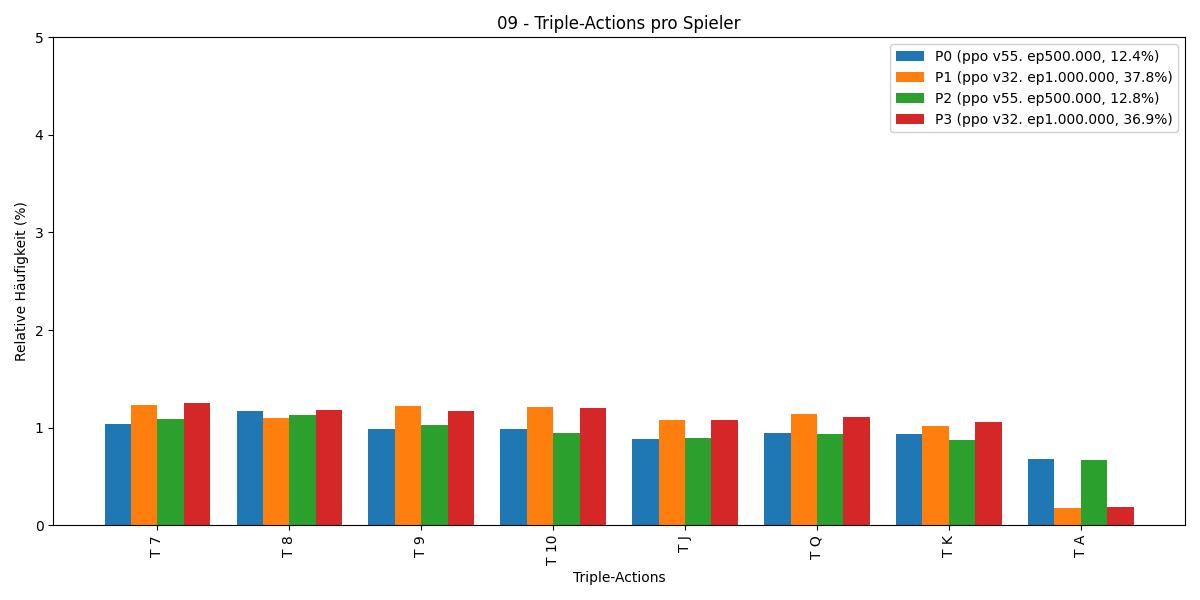 09 - Triple-Actions pro Spieler
P0 (ppo v55. ep500.000, 12.4%)
P1 (ppo v32. ep1.000.000, 37.8%)
P2 (ppo v55. ep500.000, 12.8%)
P3 (ppo v32. ep1.000.000, 36.9%)
Relative Häufigkeit (%)
5
4
3
2
1
0
T 7
T 8
T 9
T 10
T J
T Q
T K
T A
Triple-Actions